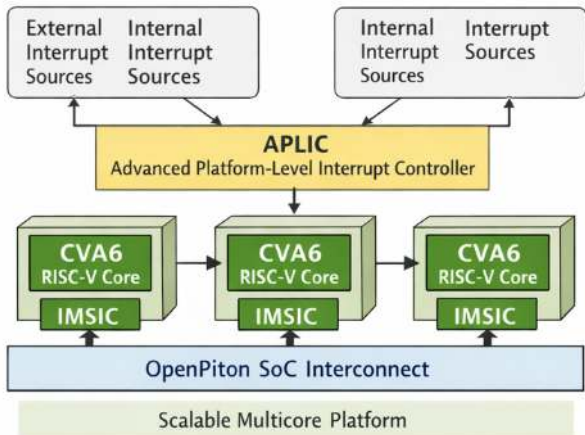 External
Interrupt
Sources
Internal
Interrupt
Sources
Internal
Interrupt
Sources
Interrupt
Sources
APLIC
Advanced Platform-Level Interrupt Controller
CVA6
RISC-V Core
IMSIC
CVA6
RISC-V Core
IMSIC
CVA6
RISC-V Core
IMSIC
OpenPiton SoC Interconnect
Scalable Multicore Platform